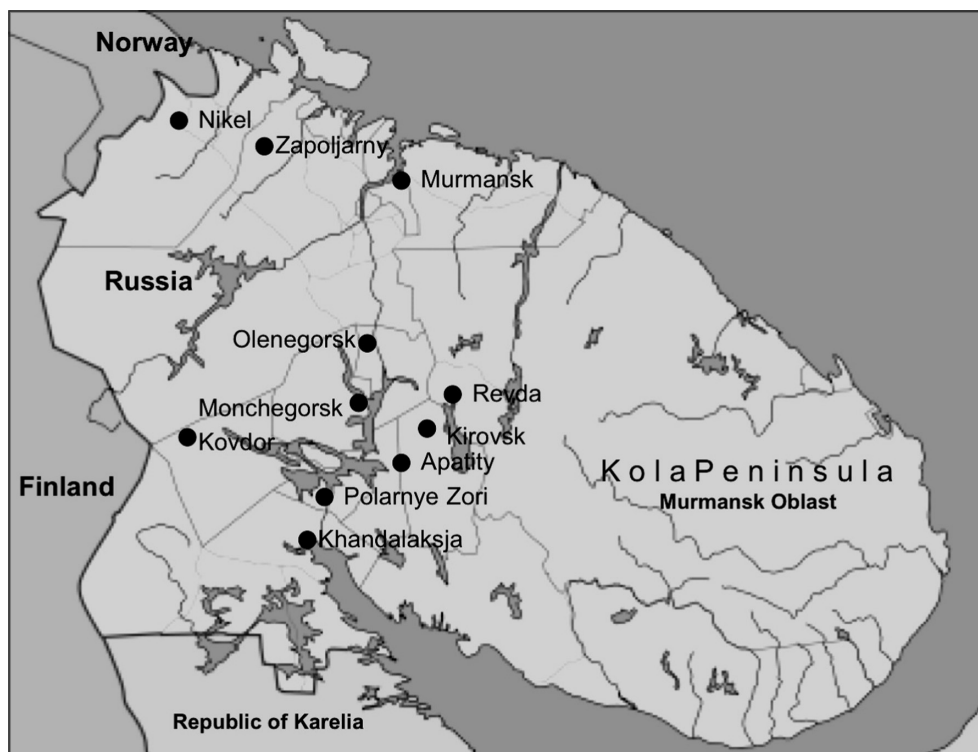 Norway
Nikel
Zapoljarny
Murmansk
Russia
Olenegorsk
Monchegorsk
Revda
Kovdor
Kirovsk
Apatity
KolaPeninsula
Murmansk Oblast
Finland
Polarnye Zori
Khandalaksja
Republic of Karelia